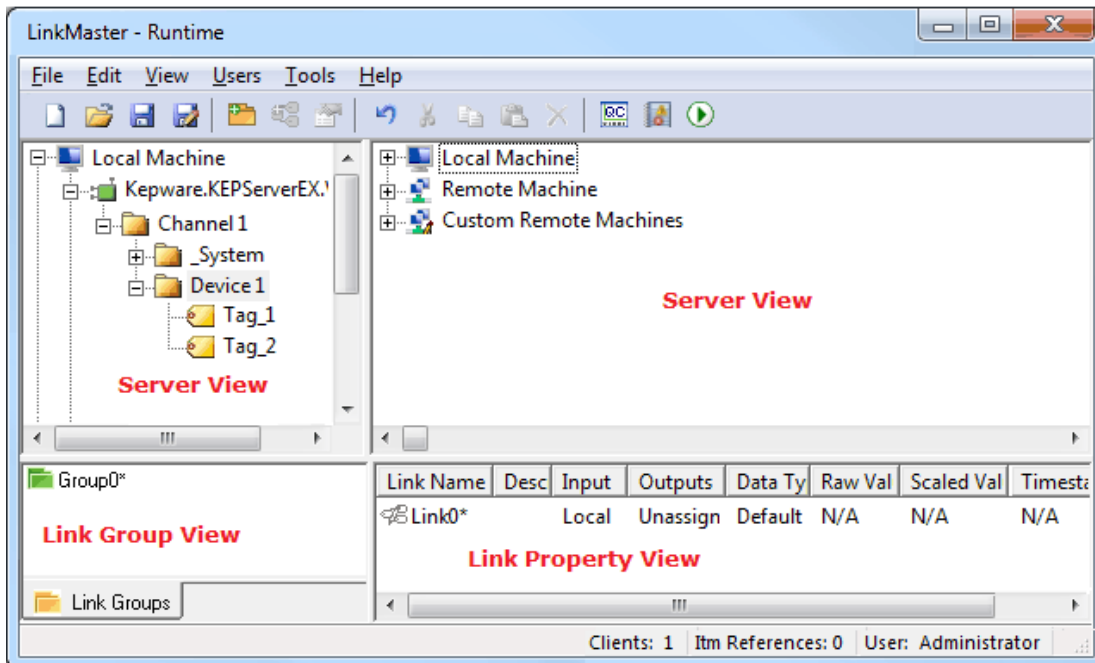 LinkMaster - Runtime
File Edit View Users Tools Help
QC
Local Machine
Kepware.KEPServerEX.V
Channel 1
_System
Device 1
Tag_1
Tag_2
Server View
Local Machine
Remote Machine
Custom Remote Machines
Server View
Group0*
Link Group View
Link Groups
Link Name Desc Input Outputs Data Ty Raw Val Scaled Val Timesta
Link0* Local Unassign Default N/A N/A N/A
Link Property View
Clients: 1 Itm References: 0 User: Administrator